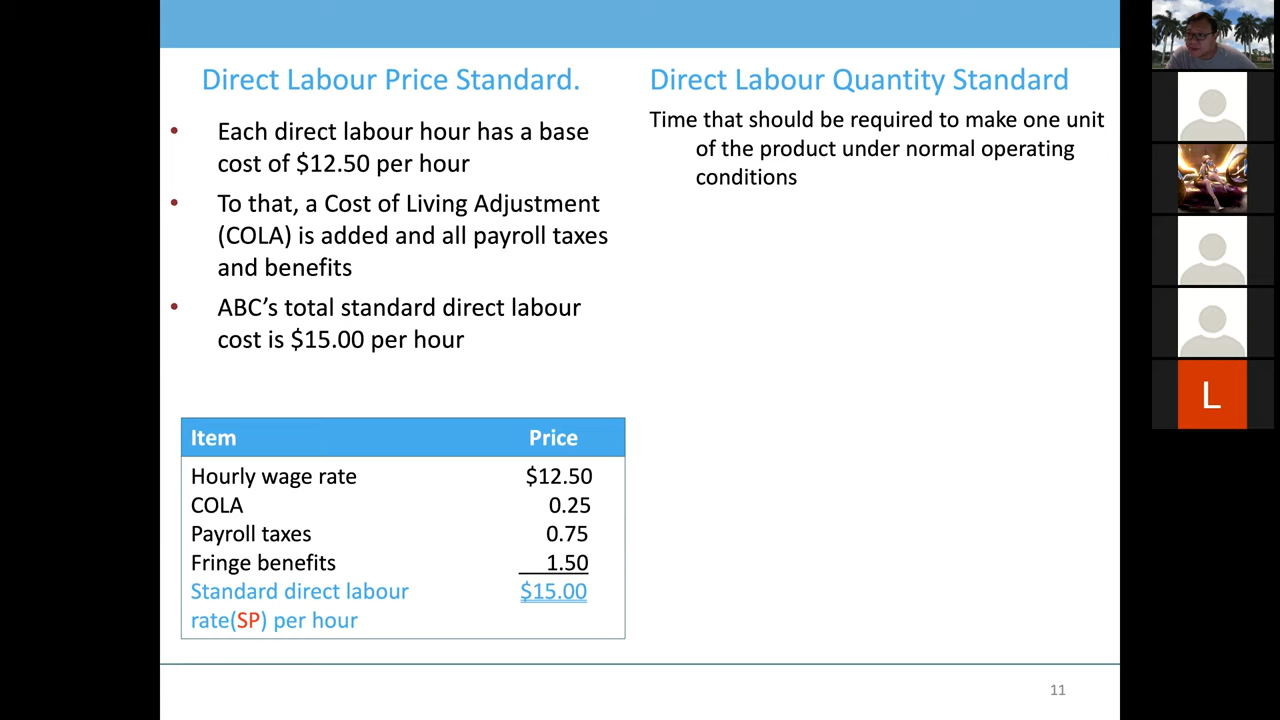 Direct Labour Price Standard.
• Each direct labour hour has a base
cost of $12.50 per hour
• To that, a Cost of Living Adjustment
(COLA) is added and all payroll taxes
and benefits
• ABC’s total standard direct labour
cost is $15.00 per hour
Item Price
Hourly wage rate $12.50
COLA 0.25
Payroll taxes 0.75
Fringe benefits 1.50
Standard direct labour $15.00
rate(SP) per hour
Direct Labour Quantity Standard
Time that should be required to make one unit
of the product under normal operating
conditions
11
L